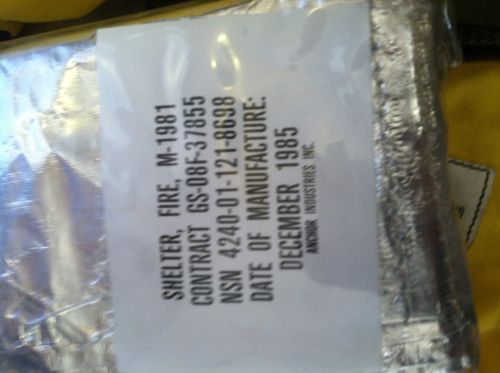 SHELTER, FIRE, M-1981
CONTRACT GS-08F-37855
NSN 4240-01-121-8698
DATE OF MANUFACTURE:
DECEMBER 1985
ANCHOR INDUSTRIES INC.